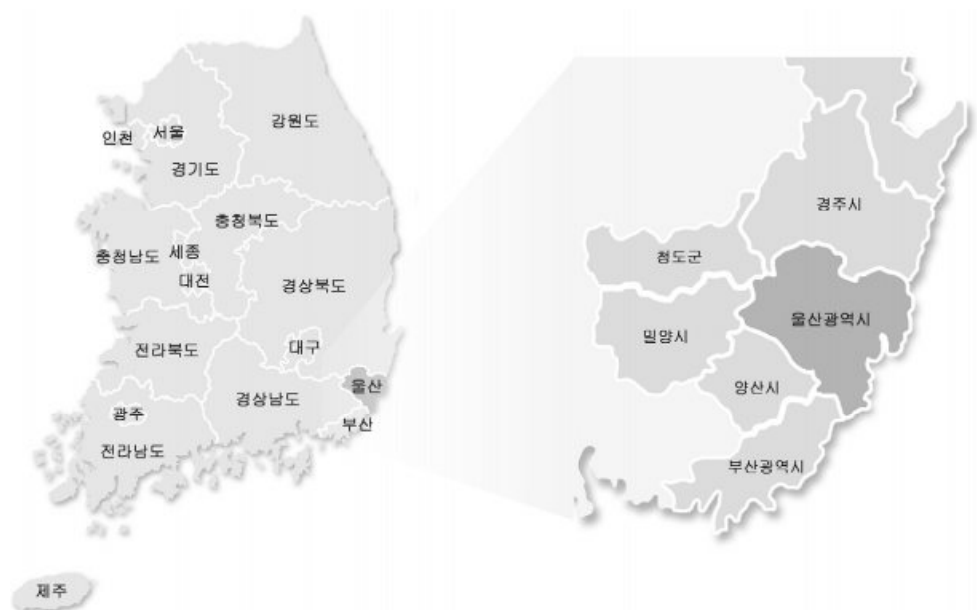 강원도
서울
인천
경기도
충청북도
세종
충청남도
대전
경상북도
대구
전라북도
울산
경상남도
광주
부산
전라남도
제주
경주시
청도군
울산광역시
밀양시
양산시
부산광역시